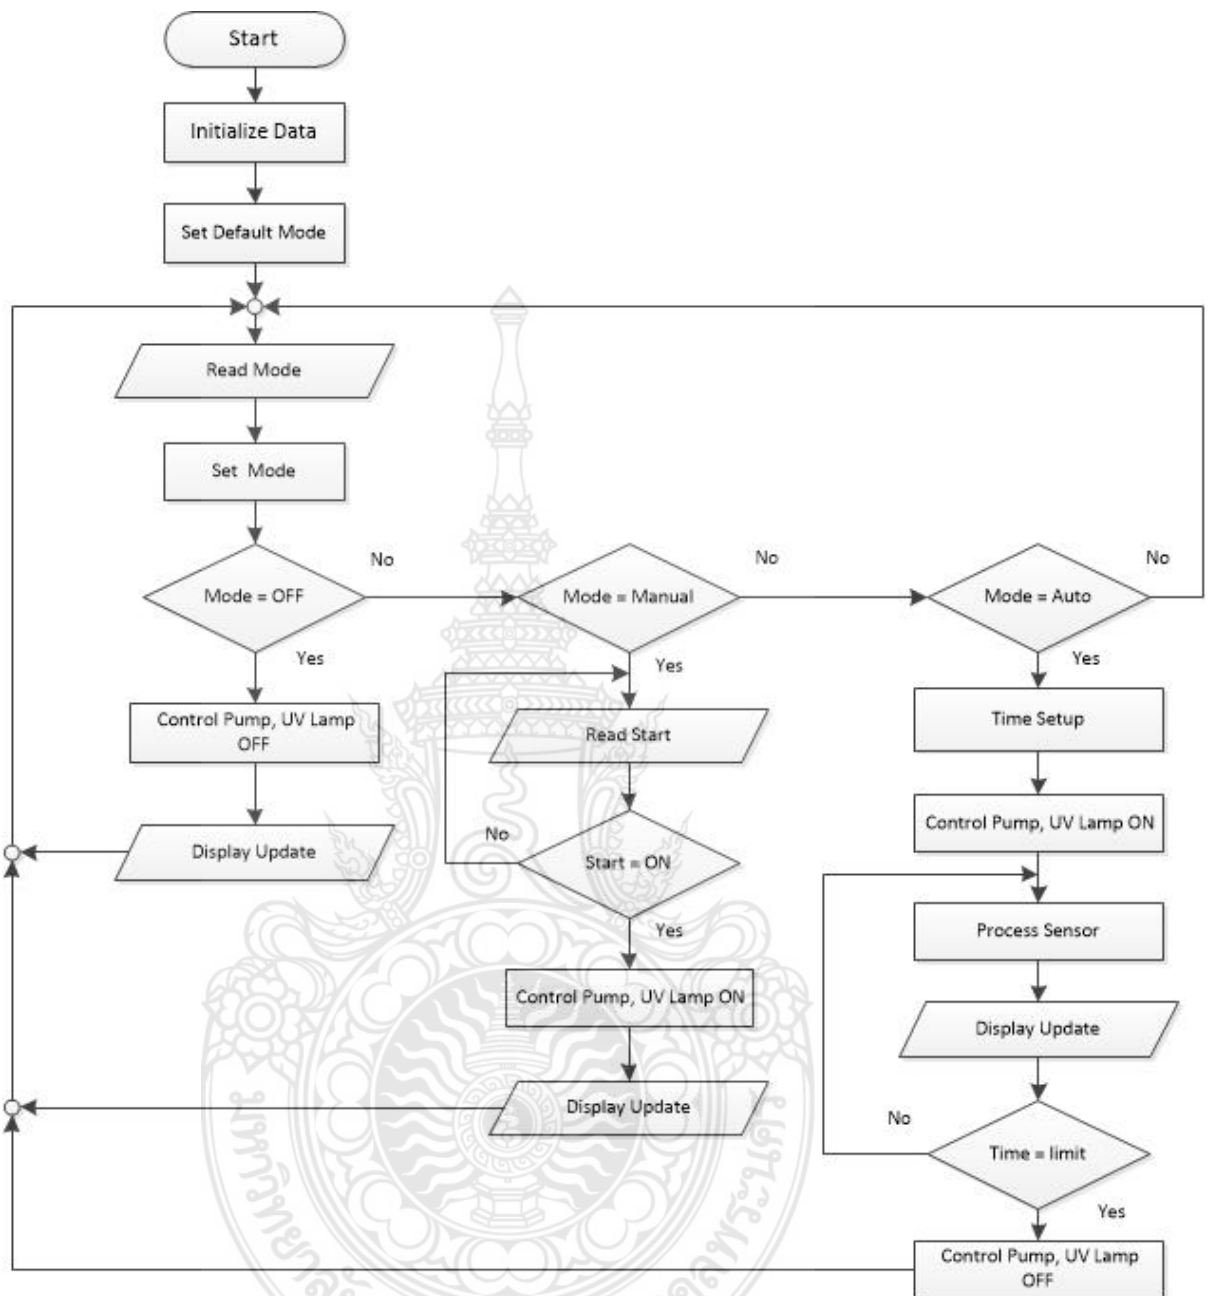 Start
Initialize Data
Set Default Mode
Read Mode
Set Mode
Mode = OFF
No
Yes
Control Pump, UV Lamp
OFF
Display Update
Mode = Manual
No
Yes
Read Start
Start = ON
No
Yes
Control Pump, UV Lamp ON
Display Update
Mode = Auto
No
Yes
Time Setup
Control Pump, UV Lamp ON
Process Sensor
Display Update
Time = limit
No
Yes
Control Pump, UV Lamp
OFF